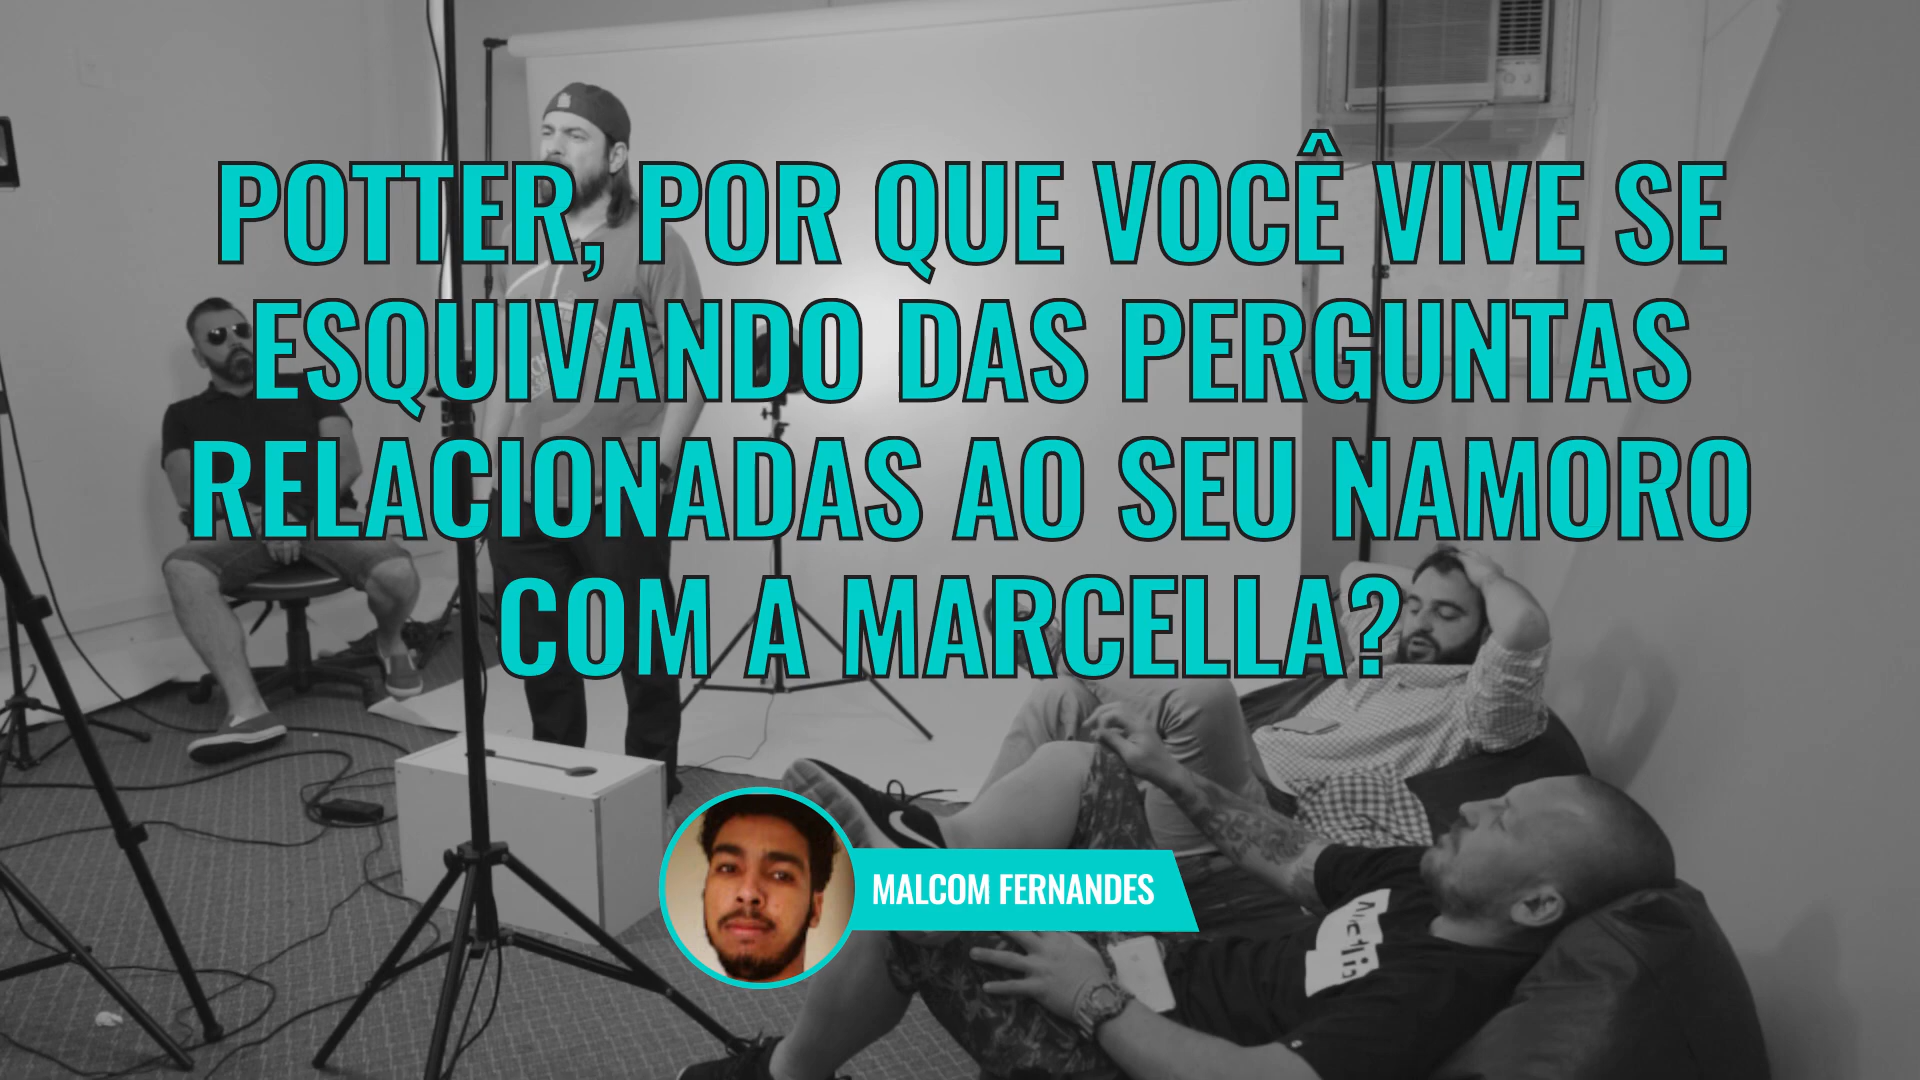 POTTER, POR QUE VOCÊ VIVE SE
ESQUIVANDO DAS PERGUNTAS
RELACIONADAS AO SEU NAMORO
COM A MARCELLA?
MALCOM FERNANDES